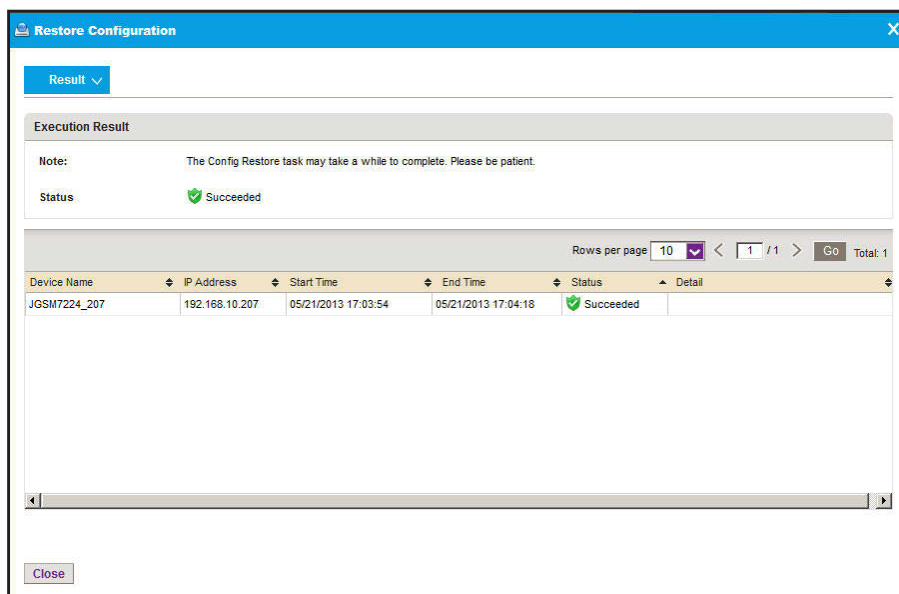 Restore Configuration X
Result
Execution Result
Note: The Config Restore task may take a while to complete. Please be patient.
Status Succeeded
Rows per page 10 < 1 /1 > Go Total: 1
Device Name IP Address Start Time End Time Status Detail
JGSM7224_207 192.168.10.207 05/21/2013 17:03:54 05/21/2013 17:04:18 Succeeded
Close